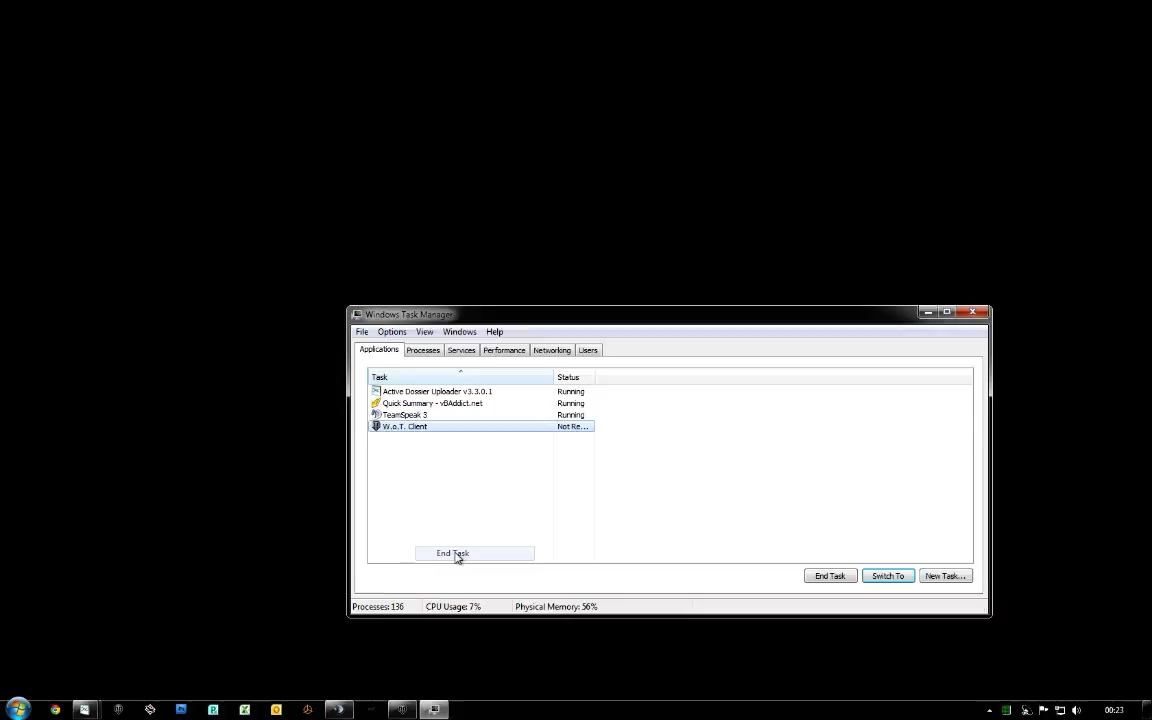 Windows Task Manager
File Options View Windows Help
Applications Processes Services Performance Networking Users
Task Status
Active Dossier Uploader v3.3.0.1 Running
Quick Summary - vBAddict.net Running
TeamSpeak 3 Running
W.o.T. Client Not Re...
End Task
End Task Switch To New Task...
Processes: 136 CPU Usage: 7% Physical Memory: 56%
00:23